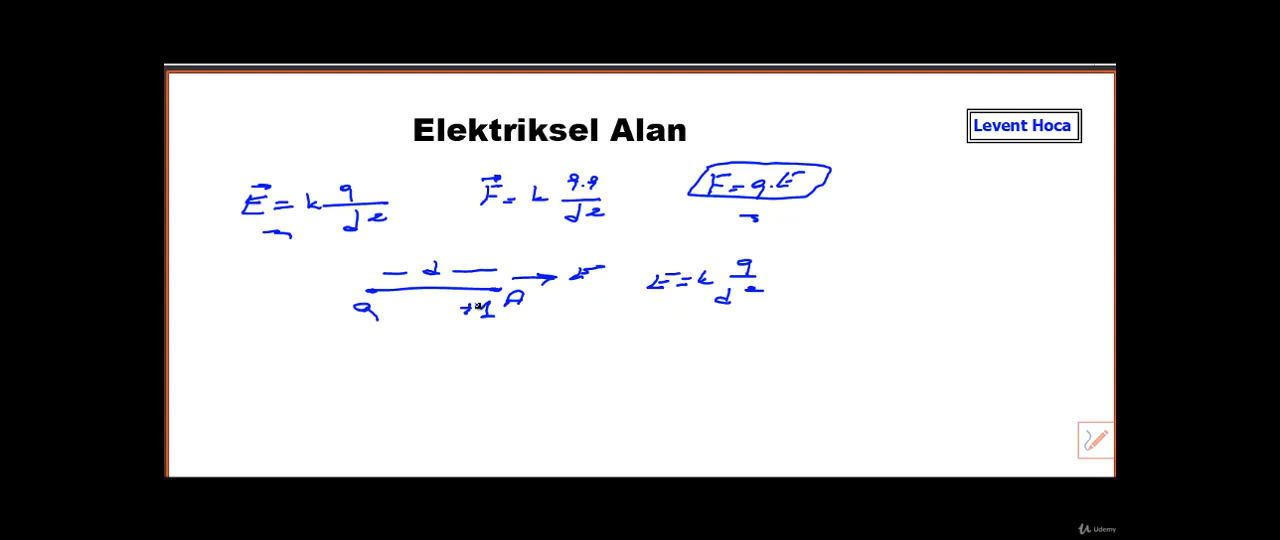 Elektriksel Alan
Levent Hoca
E = k q / d² F = k q.q / d² F = q.E
d E E = k q / d²
q +1 A
Udemy